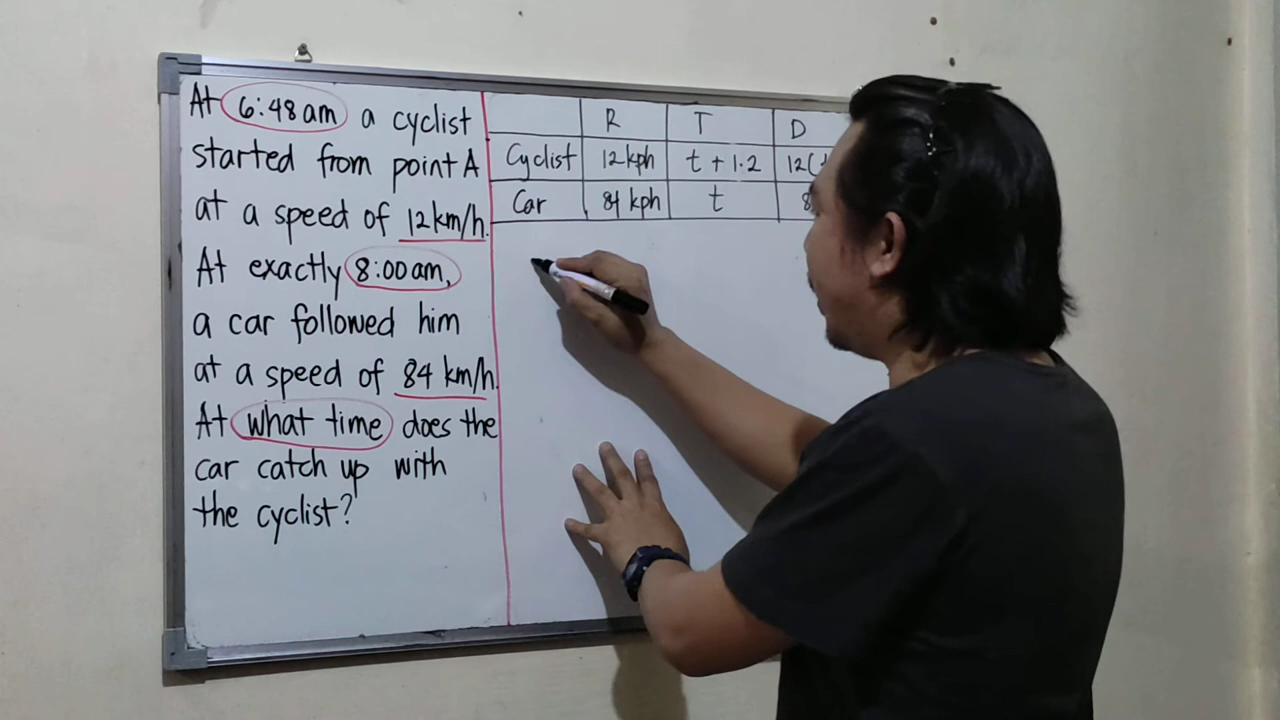 At 6:48 am a cyclist
started from point A
at a speed of 12 km/h.
At exactly 8:00 am,
a car followed him
at a speed of 84 km/h.
At what time does the
car catch up with
the cyclist?
R T D
Cyclist 12 kph t + 1.2 12(
Car 84 kph t 8